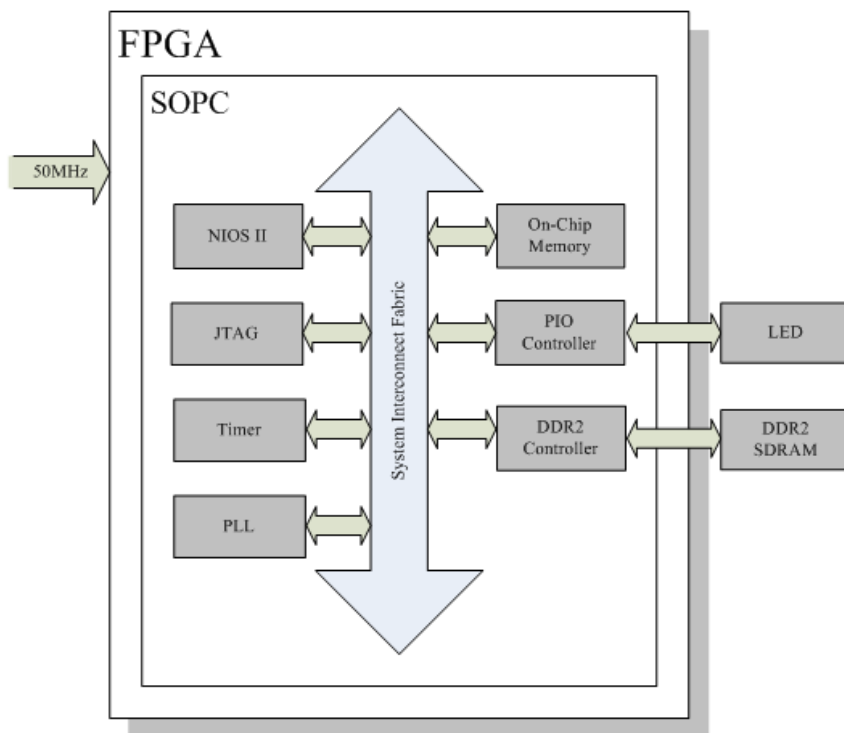 FPGA
SOPC
50MHz
NIOS II
On-Chip
Memory
JTAG
PIO
Controller
LED
System Interconnect Fabric
Timer
DDR2
Controller
DDR2
SDRAM
PLL